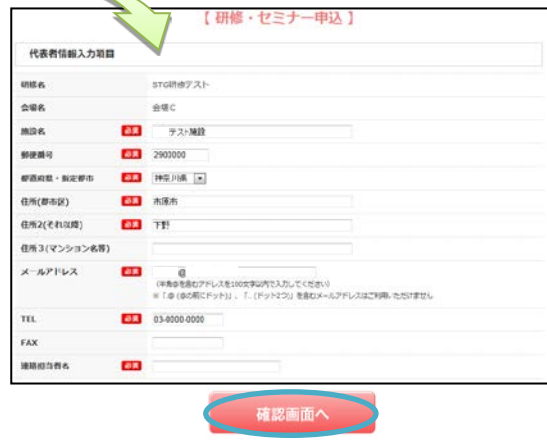 【 研修・セミナー申込 】
代表者情報入力項目
研修名 STG研修テスト
会場名 会場C
施設名 必須 テスト施設
郵便番号 必須 2900000
都道府県・指定都市 必須 神奈川県
住所(都市区) 必須 市原市
住所2(それ以降) 必須 下野
住所3(マンション名等)
メールアドレス 必須 @
(半角@を含むアドレスを100文字以内で入力してください)
※「.@ (@の前にドット)」、「.. (ドット2つ)」を含むメールアドレスはご利用いただけません
TEL 必須 03-0000-0000
FAX
連絡担当者名 必須
確認画面へ